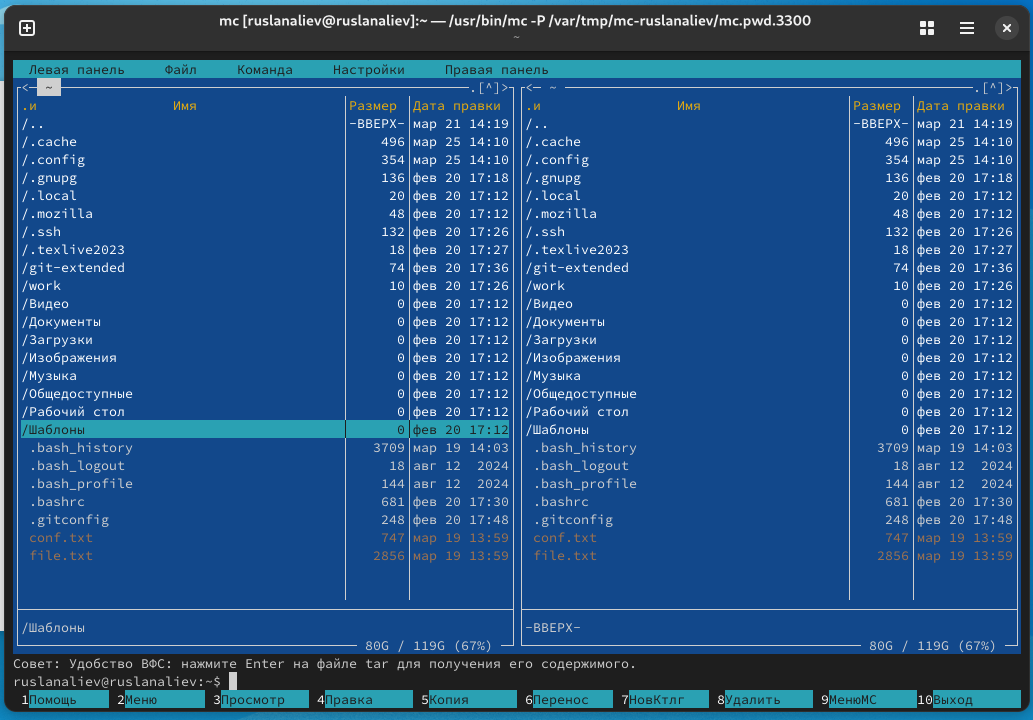 mc [ruslanaliev@ruslanaliev]:~ — /usr/bin/mc -P /var/tmp/mc-ruslanaliev/mc.pwd.3300
~
Левая панель Файл Команда Настройки Правая панель
<─ ~ .[^]> <─ ~ .[^]>
.и Имя Размер Дата правки .и Имя Размер Дата правки
/.. -ВВЕРХ- мар 21 14:19 /.. -ВВЕРХ- мар 21 14:19
/.cache 496 мар 25 14:10 /.cache 496 мар 25 14:10
/.config 354 мар 25 14:10 /.config 354 мар 25 14:10
/.gnupg 136 фев 20 17:18 /.gnupg 136 фев 20 17:18
/.local 20 фев 20 17:12 /.local 20 фев 20 17:12
/.mozilla 48 фев 20 17:12 /.mozilla 48 фев 20 17:12
/.ssh 132 фев 20 17:26 /.ssh 132 фев 20 17:26
/.texlive2023 18 фев 20 17:27 /.texlive2023 18 фев 20 17:27
/git-extended 74 фев 20 17:36 /git-extended 74 фев 20 17:36
/work 10 фев 20 17:26 /work 10 фев 20 17:26
/Видео 0 фев 20 17:12 /Видео 0 фев 20 17:12
/Документы 0 фев 20 17:12 /Документы 0 фев 20 17:12
/Загрузки 0 фев 20 17:12 /Загрузки 0 фев 20 17:12
/Изображения 0 фев 20 17:12 /Изображения 0 фев 20 17:12
/Музыка 0 фев 20 17:12 /Музыка 0 фев 20 17:12
/Общедоступные 0 фев 20 17:12 /Общедоступные 0 фев 20 17:12
/Рабочий стол 0 фев 20 17:12 /Рабочий стол 0 фев 20 17:12
/Шаблоны 0 фев 20 17:12 /Шаблоны 0 фев 20 17:12
.bash_history 3709 мар 19 14:03 .bash_history 3709 мар 19 14:03
.bash_logout 18 авг 12 2024 .bash_logout 18 авг 12 2024
.bash_profile 144 авг 12 2024 .bash_profile 144 авг 12 2024
.bashrc 681 фев 20 17:30 .bashrc 681 фев 20 17:30
.gitconfig 248 фев 20 17:48 .gitconfig 248 фев 20 17:48
conf.txt 747 мар 19 13:59 conf.txt 747 мар 19 13:59
file.txt 2856 мар 19 13:59 file.txt 2856 мар 19 13:59
/Шаблоны -ВВЕРХ-
80G / 119G (67%) 80G / 119G (67%)
Совет: Удобство ВФС: нажмите Enter на файле tar для получения его содержимого.
ruslanaliev@ruslanaliev:~$
1Помощь 2Меню 3Просмотр 4Правка 5Копия 6Перенос 7НовКтлг 8Удалить 9МенюМС 10Выход